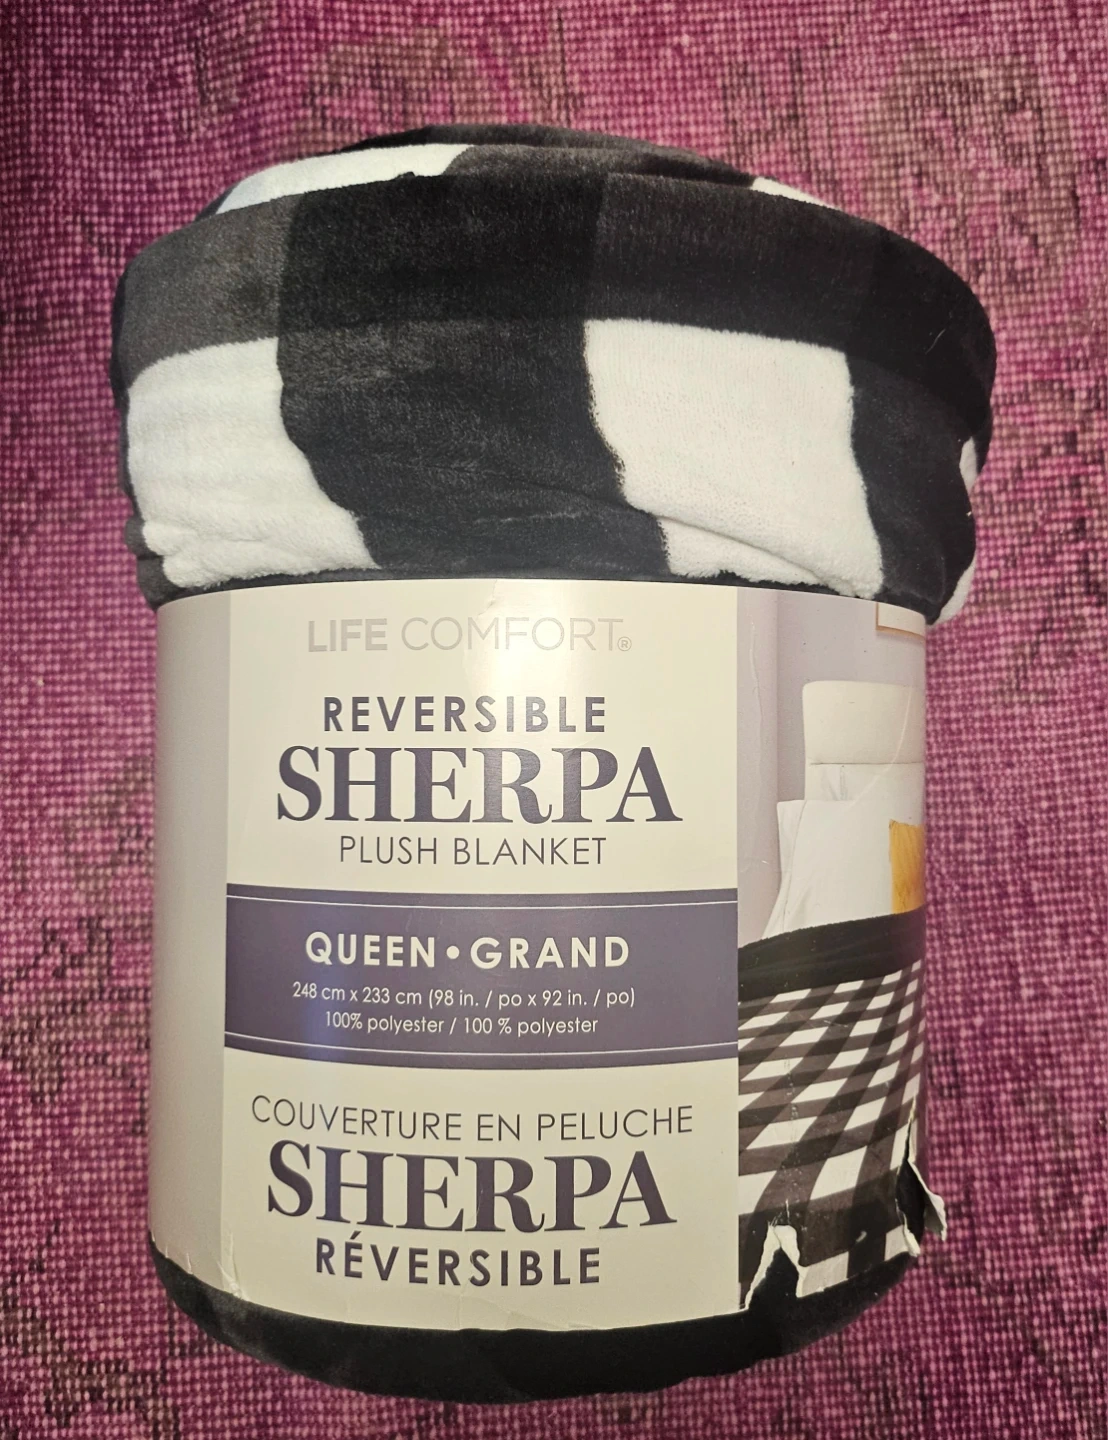 LIFE COMFORT®
REVERSIBLE
SHERPA
PLUSH BLANKET
QUEEN • GRAND
248 cm x 233 cm (98 in. / po x 92 in. / po)
100% polyester / 100 % polyester
COUVERTURE EN PELUCHE
SHERPA
RÉVERSIBLE